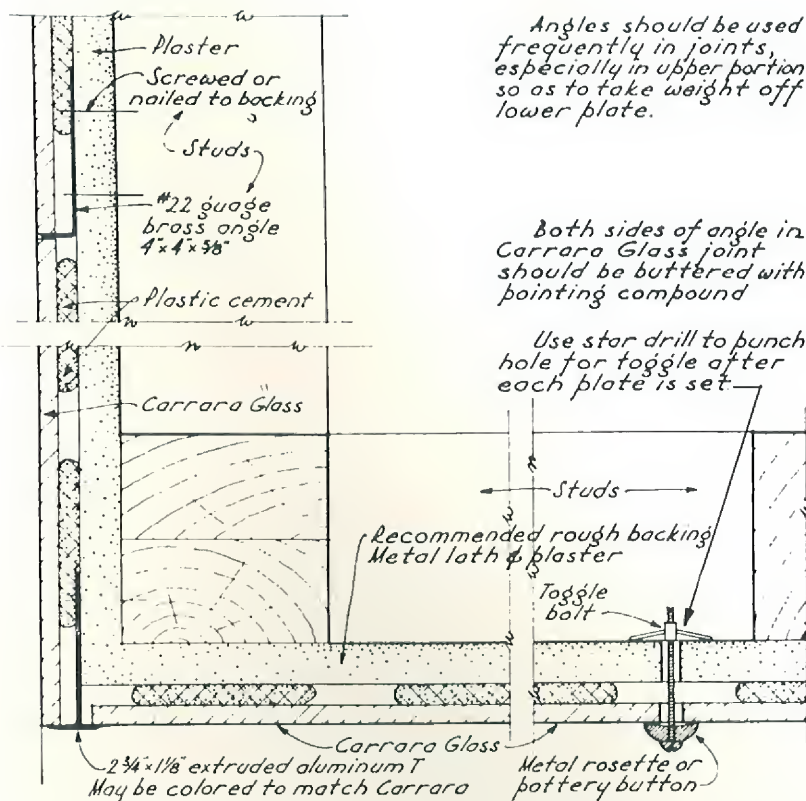 Plaster
Screwed or
nailed to backing
Studs
#22 guage
brass angle
4"x 4"x 5/8"
Plastic cement
Carrara Glass
Angles should be used
frequently in joints,
especially in upper portion
so as to take weight off
lower plate.
Both sides of angle in
Carrara Glass joint
should be buttered with
pointing compound
Use star drill to punch
hole for toggle after
each plate is set
Studs
Recommended rough backing
Metal lath & plaster
Toggle
bolt
Carrara Glass
2 3/4" x 1 1/8" extruded aluminum T
May be colored to match Carrara
Metal rosette or
pottery button